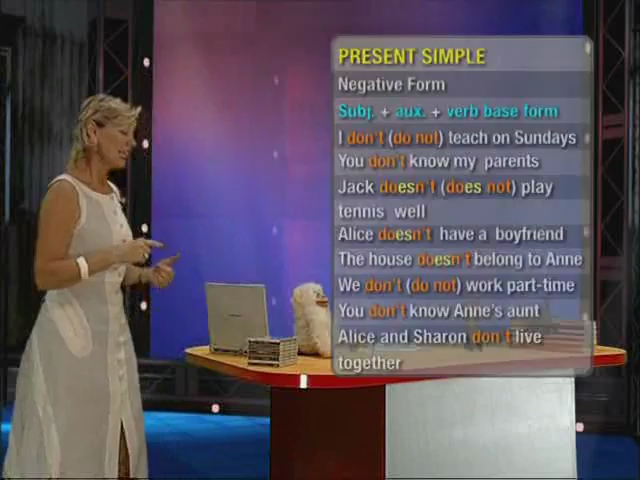 PRESENT SIMPLE
Negative Form
Subj. + aux. + verb base form
I don't (do not) teach on Sundays
You don't know my parents
Jack doesn't (does not) play
tennis well
Alice doesn't have a boyfriend
The house doesn't belong to Anne
We don't (do not) work part-time
You don't know Anne's aunt
Alice and Sharon don't live
together